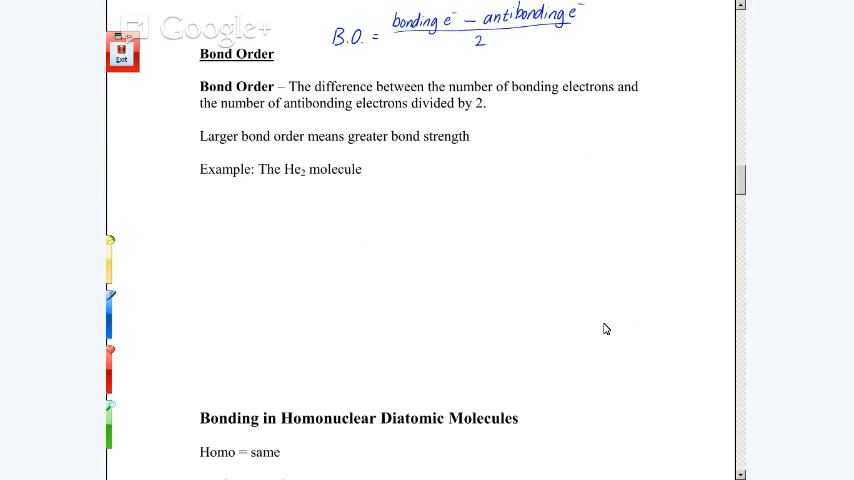 Google+
B.O. = bonding e⁻ − antibonding e⁻
2
Exit
Bond Order
Bond Order – The difference between the number of bonding electrons and
the number of antibonding electrons divided by 2.
Larger bond order means greater bond strength
Example: The He₂ molecule
Bonding in Homonuclear Diatomic Molecules
Homo = same